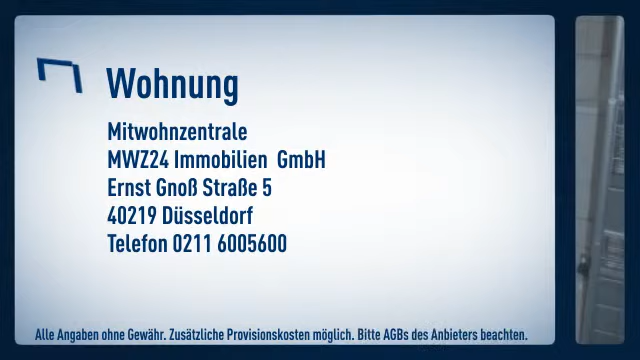 Wohnung
Mitwohnzentrale
MWZ24 Immobilien GmbH
Ernst Gnoß Straße 5
40219 Düsseldorf
Telefon 0211 6005600
Alle Angaben ohne Gewähr. Zusätzliche Provisionskosten möglich. Bitte AGBs des Anbieters beachten.